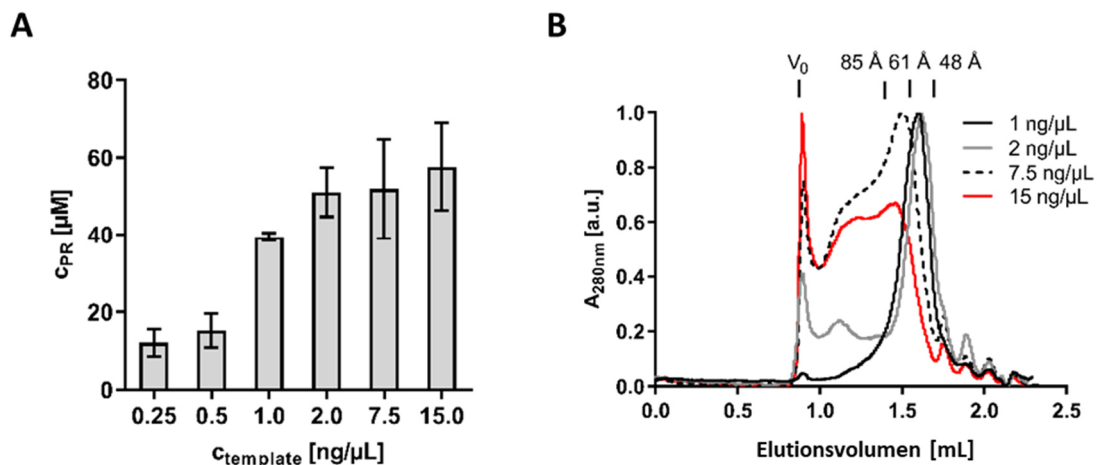 A
B
V₀ 85 Å 61 Å 48 Å
80
60
40
20
0
c_PR [µM]
0.25 0.5 1.0 2.0 7.5 15.0
c_template [ng/µL]
1.0
0.8
0.6
0.4
0.2
0.0
A_280nm [a.u.]
1 ng/µL
2 ng/µL
7.5 ng/µL
15 ng/µL
0.0 0.5 1.0 1.5 2.0 2.5
Elutionsvolumen [mL]